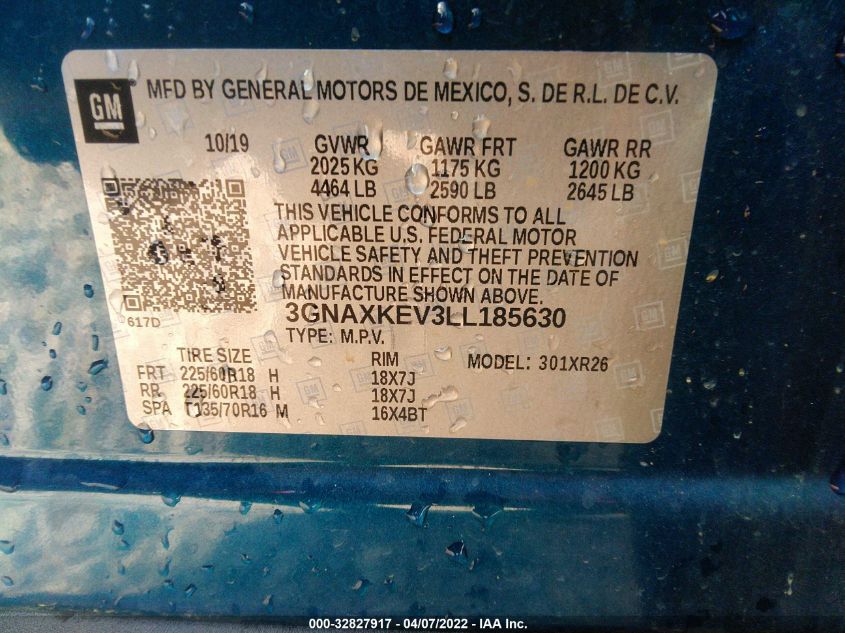 GM MFD BY GENERAL MOTORS DE MEXICO, S. DE R.L. DE C.V.
10/19 GVWR GAWR FRT GAWR RR
2025 KG 1175 KG 1200 KG
4464 LB 2590 LB 2645 LB
THIS VEHICLE CONFORMS TO ALL
APPLICABLE U.S. FEDERAL MOTOR
VEHICLE SAFETY AND THEFT PREVENTION
STANDARDS IN EFFECT ON THE DATE OF
MANUFACTURE SHOWN ABOVE.
617D
3GNAXKEV3LL185630
TYPE: M.P.V.
TIRE SIZE RIM MODEL: 301XR26
FRT 225/60R18 H 18X7J
RR 225/60R18 H 18X7J
SPA T135/70R16 M 16X4BT
000-32827917 - 04/07/2022 - IAA Inc.